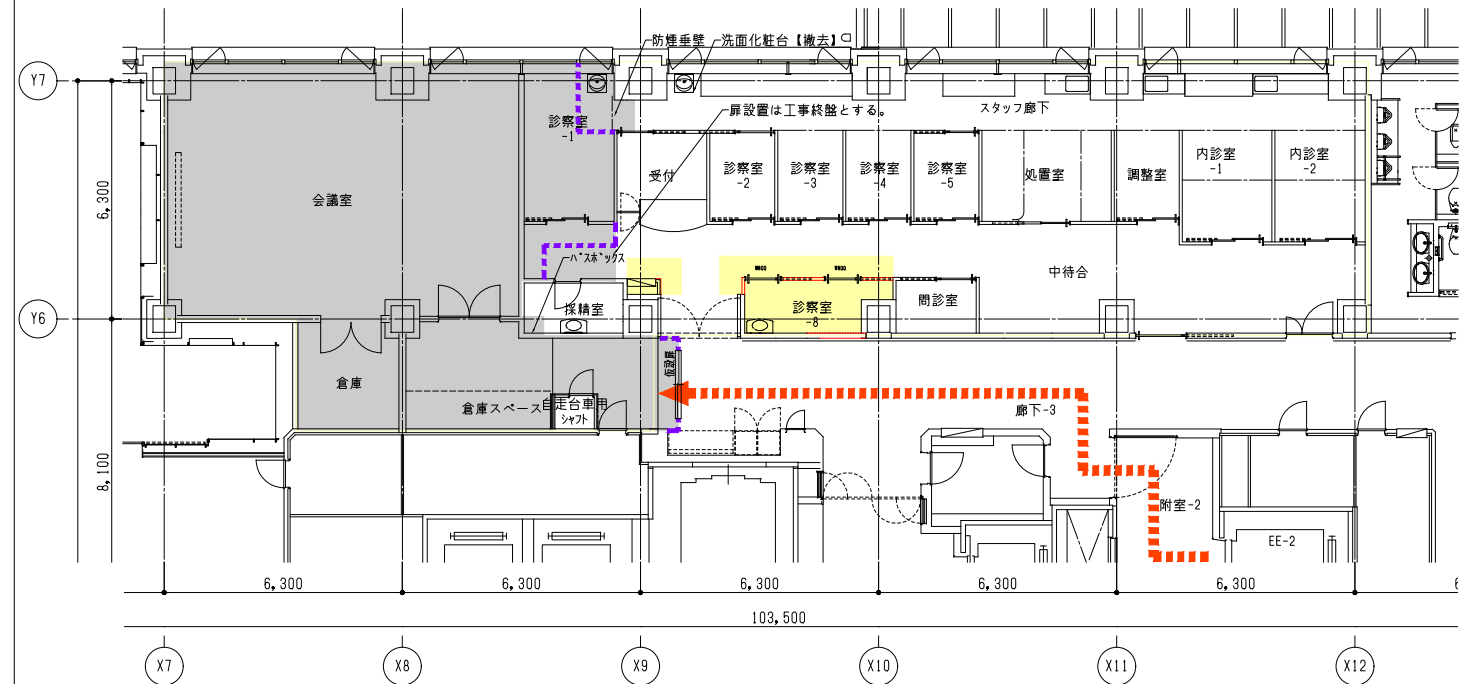 防煙垂壁
洗面化粧台【撤去】
Y7
扉設置は工事終盤とする。
スタッフ廊下
診察室
-1
受付
診察室
-2
診察室
-3
診察室
-4
診察室
-5
処置室
調整室
内診室
-1
内診室
-2
会議室
6,300
パスボックス
W800
W800
中待合
採精室
診察室
-8
問診室
Y6
仮設扉
倉庫
倉庫スペース
自走台車用
シャフト
廊下-3
8,100
附室-2
EE-2
6,300
6,300
6,300
6,300
6,300
6
103,500
X7
X8
X9
X10
X11
X12